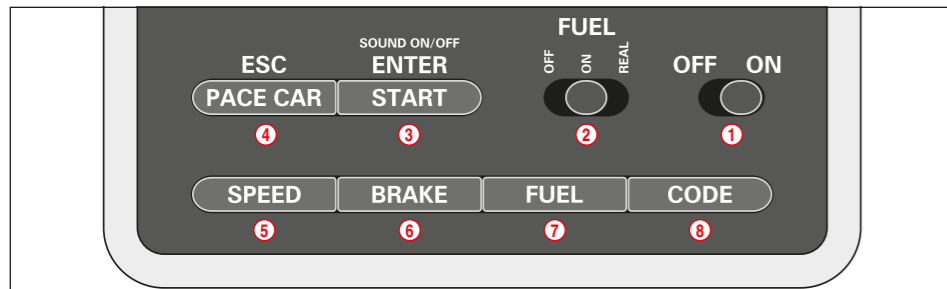 FUEL
SOUND ON/OFF
ESC ENTER OFF ON REAL OFF ON
PACE CAR START
4 3 2 1
SPEED BRAKE FUEL CODE
5 6 7 8